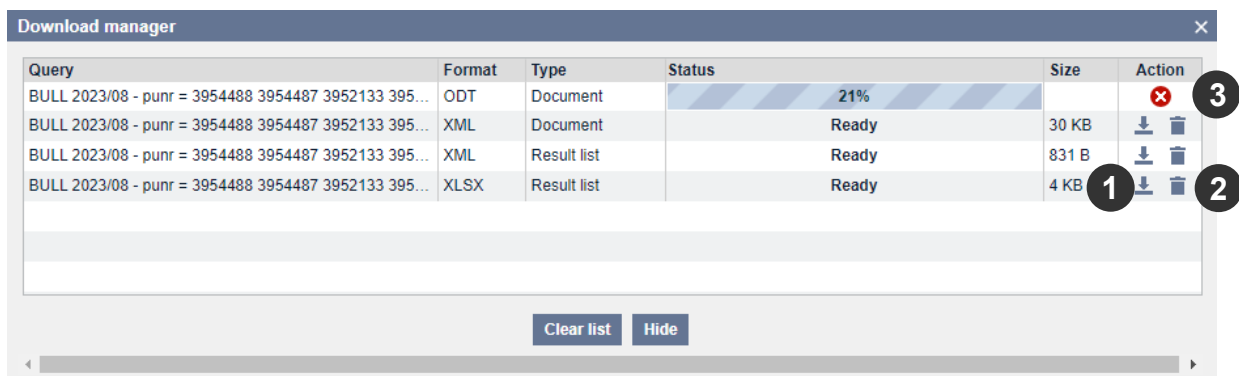 Download manager
Query Format Type Status Size Action
BULL 2023/08 - punr = 3954488 3954487 3952133 395... ODT Document 21% 3
BULL 2023/08 - punr = 3954488 3954487 3952133 395... XML Document Ready 30 KB
BULL 2023/08 - punr = 3954488 3954487 3952133 395... XML Result list Ready 831 B
BULL 2023/08 - punr = 3954488 3954487 3952133 395... XLSX Result list Ready 4 KB 1 2
Clear list Hide